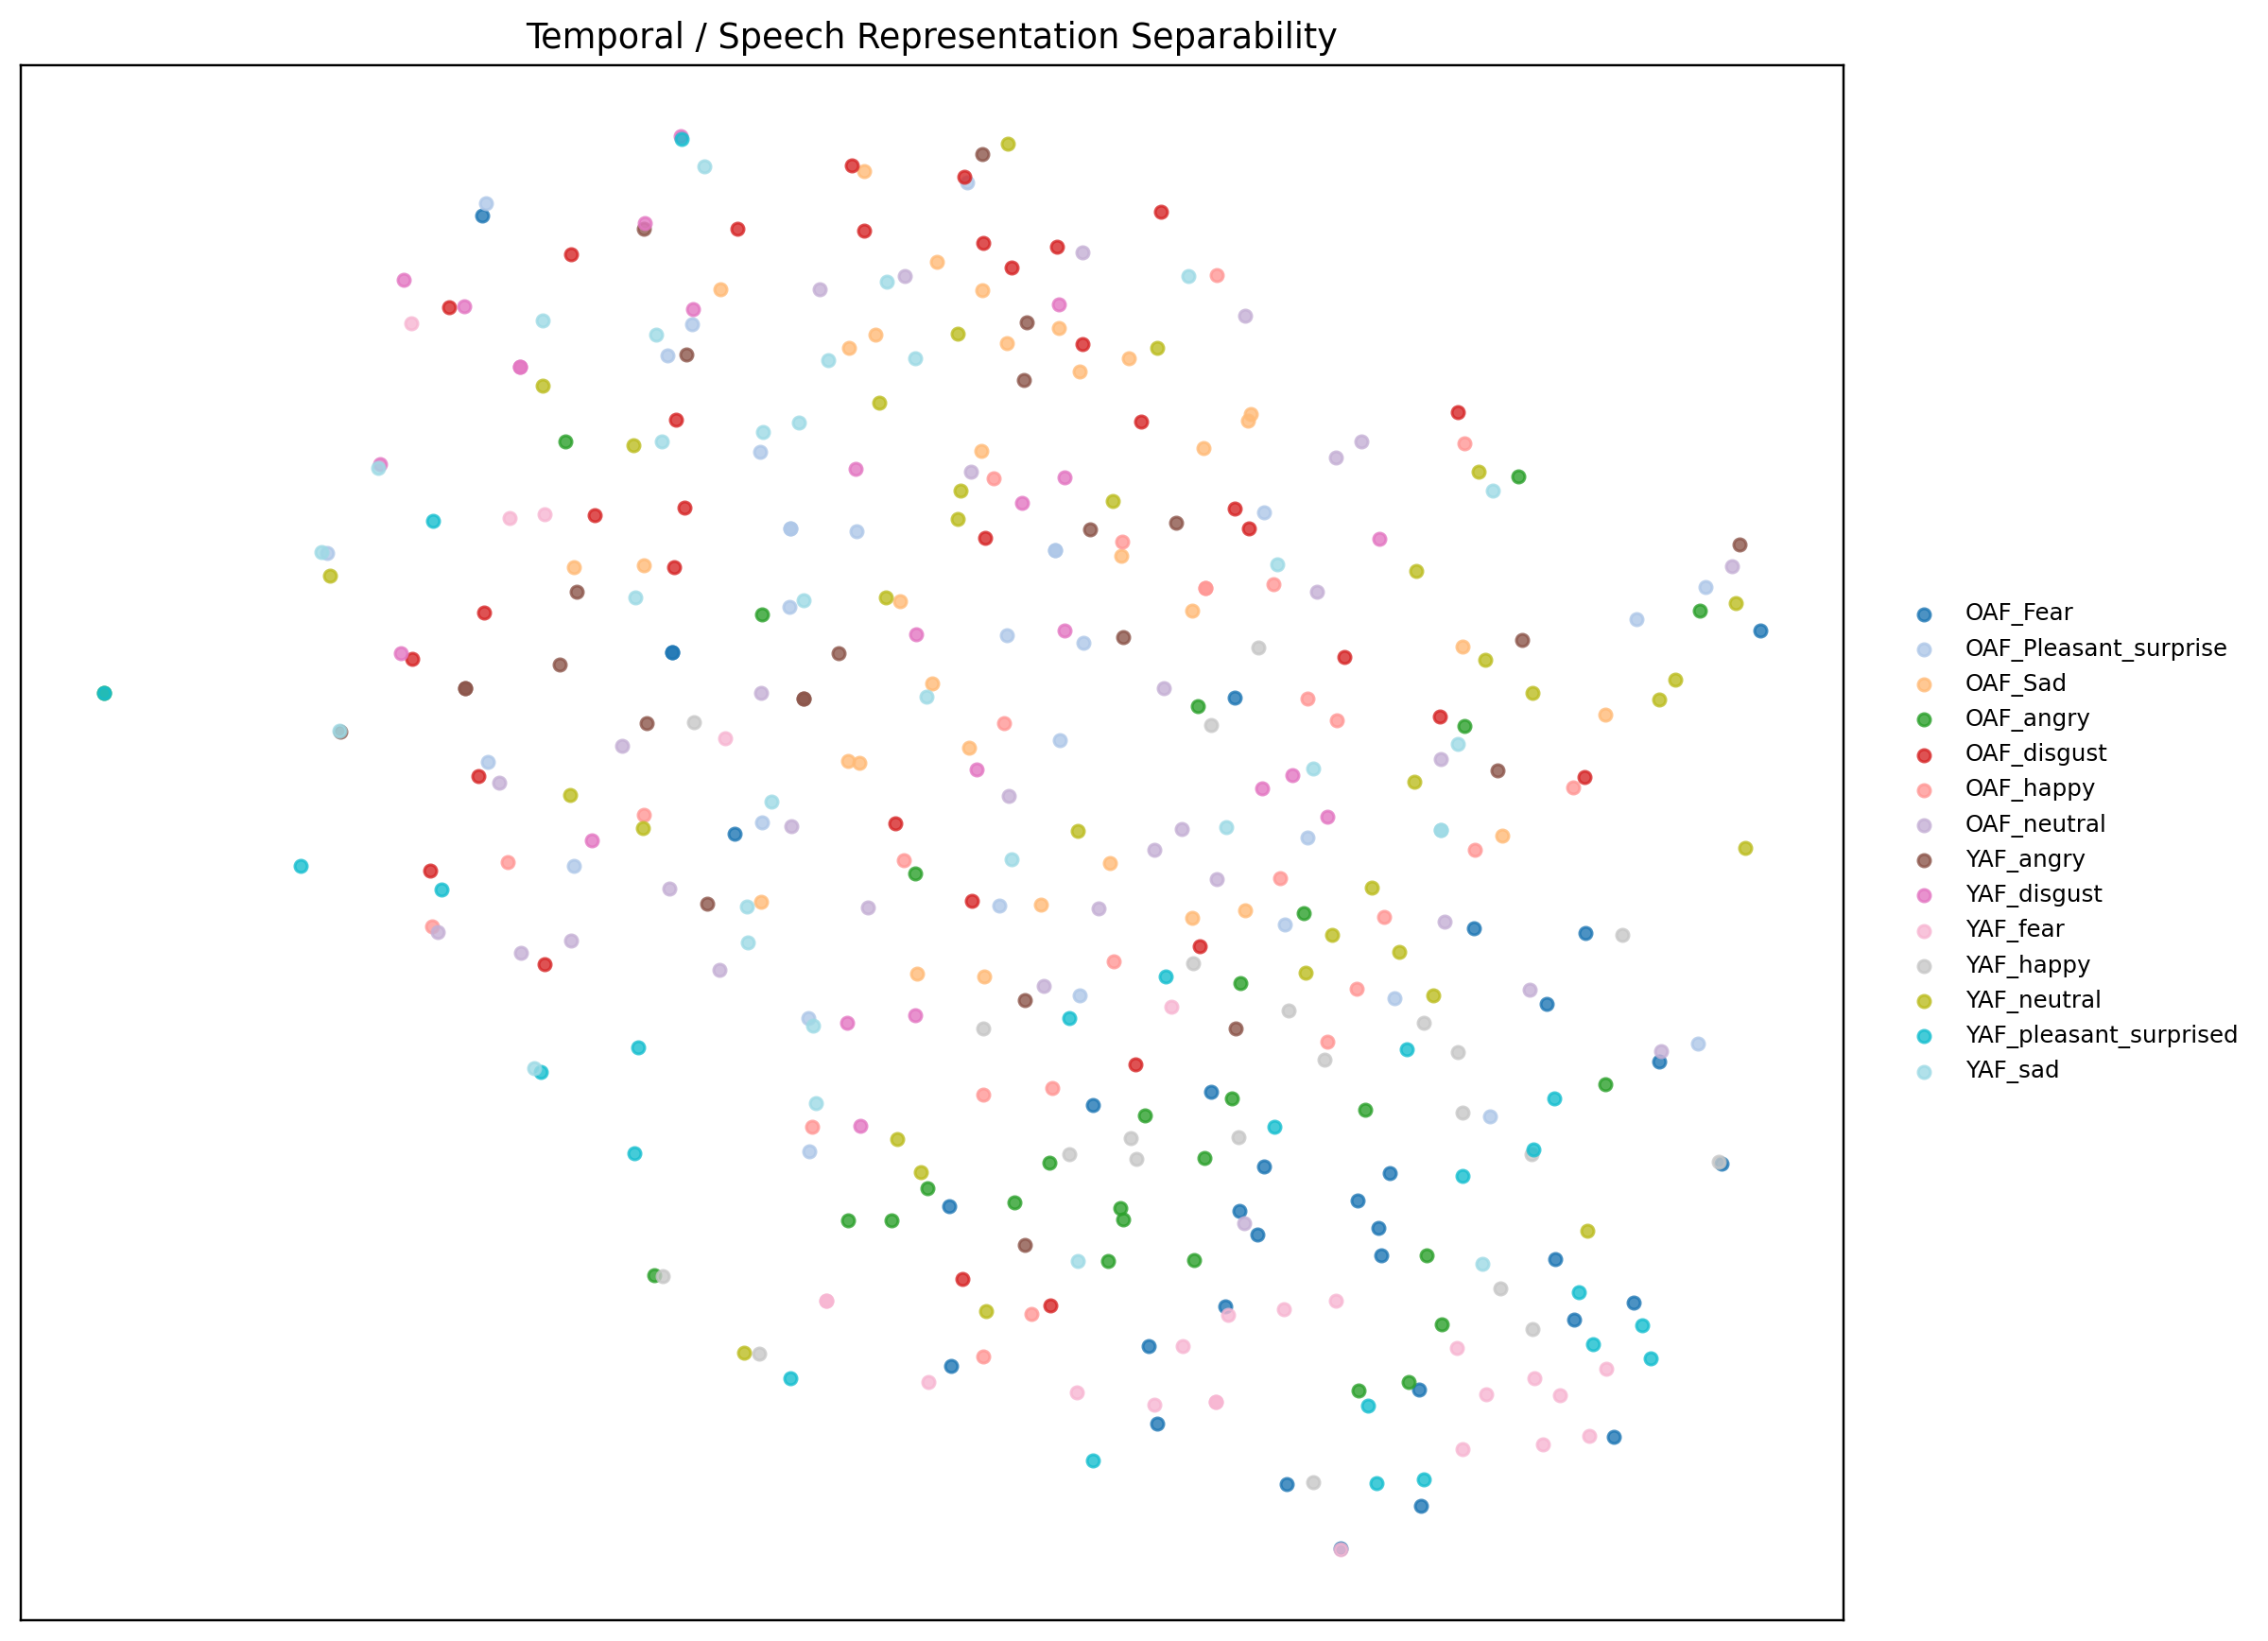 Temporal / Speech Representation Separability
OAF_Fear
OAF_Pleasant_surprise
OAF_Sad
OAF_angry
OAF_disgust
OAF_happy
OAF_neutral
YAF_angry
YAF_disgust
YAF_fear
YAF_happy
YAF_neutral
YAF_pleasant_surprised
YAF_sad